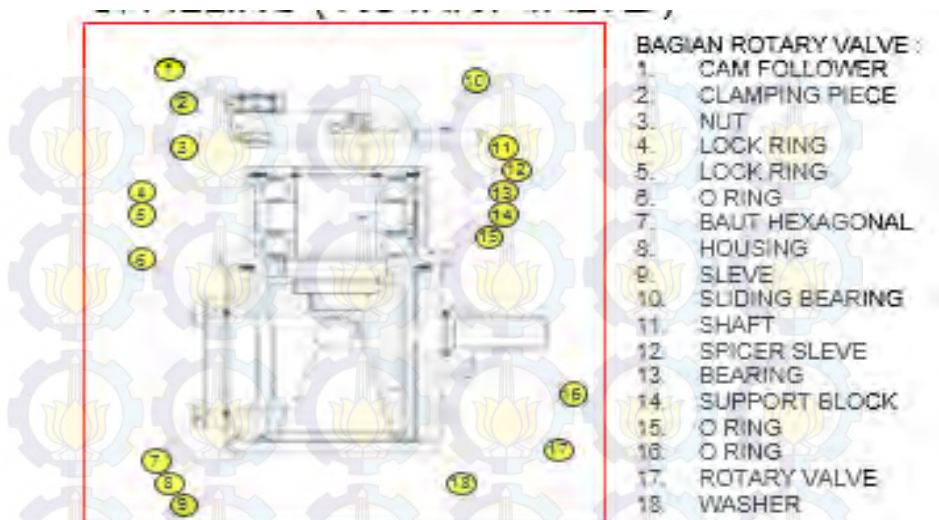 BAGIAN ROTARY VALVE :
1. CAM FOLLOWER
2. CLAMPING PIECE
3. NUT
4. LOCK RING
5. LOCK RING
6. O RING
7. BAUT HEXAGONAL
8. HOUSING
9. SLEVE
10. SLIDING BEARING
11. SHAFT
12. SPICER SLEVE
13. BEARING
14. SUPPORT BLOCK
15. O RING
16. O RING
17. ROTARY VALVE
18. WASHER
1
2
3
4
5
6
7
8
9
10
11
12
13
14
15
16
17
18